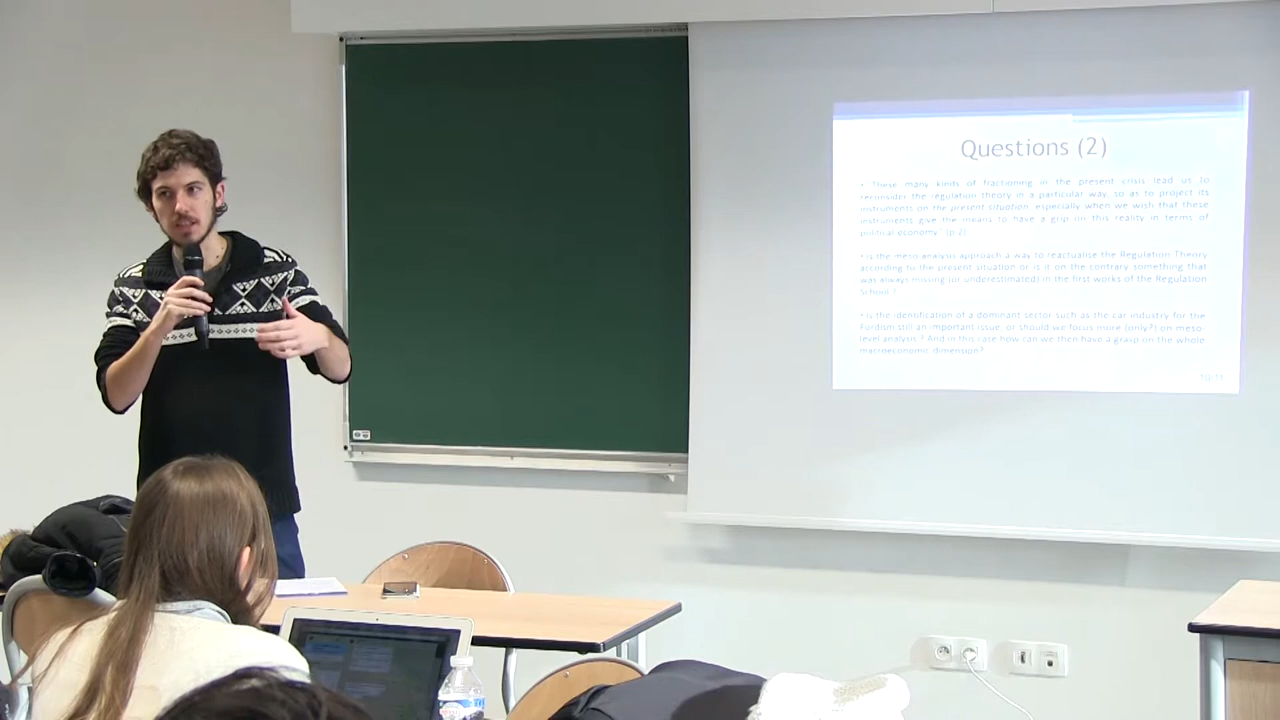 Questions (2)
• "These many kinds of fractioning in the present crisis lead us to
reconsider the regulation theory in a particular way, so as to project its
instruments on the present situation, especially when we wish that these
instruments give the means to have a grip on this reality in terms of
political economy" (p.2)
• Is the meso-analysis approach a way to reactualise the Regulation Theory
according to the present situation or is it on the contrary something that
was always missing (or underestimated) in the first works of the Regulation
School ?
• Is the identification of a dominant sector such as the car industry for the
Fordism still an important issue, or should we focus more (only?) on meso-
level analysis ? And in this case how can we then have a grasp on the whole
macroeconomic dimension?